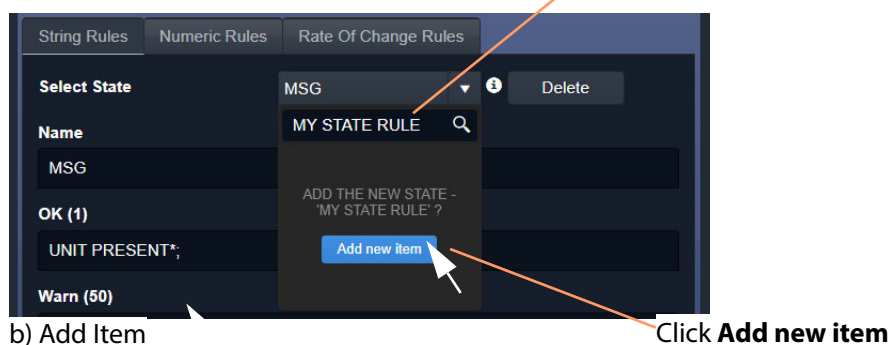 String Rules Numeric Rules Rate Of Change Rules
Select State MSG Delete
MY STATE RULE
Name
MSG
ADD THE NEW STATE -
'MY STATE RULE' ?
OK (1)
UNIT PRESENT*;
Add new item
Warn (50)
b) Add Item Click Add new item